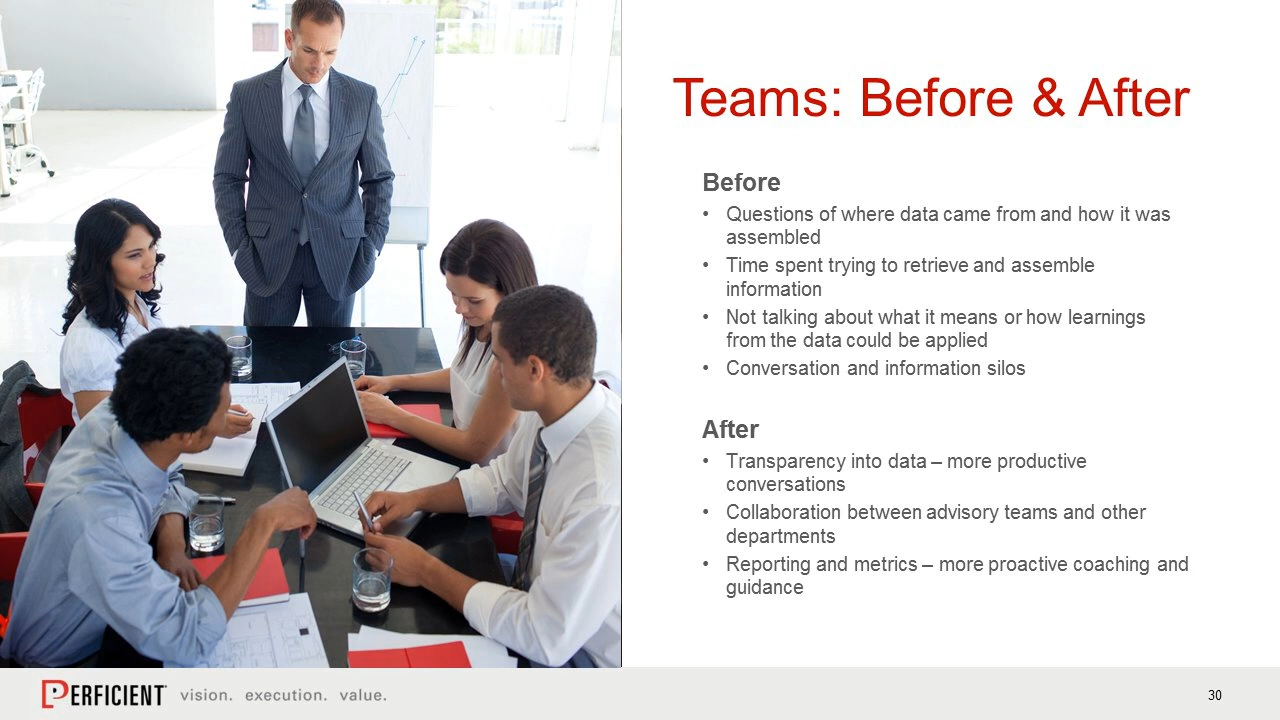 Teams: Before & After
Before
• Questions of where data came from and how it was
assembled
• Time spent trying to retrieve and assemble
information
• Not talking about what it means or how learnings
from the data could be applied
• Conversation and information silos
After
• Transparency into data – more productive
conversations
• Collaboration between advisory teams and other
departments
• Reporting and metrics – more proactive coaching and
guidance
PERFICIENT vision. execution. value.
30